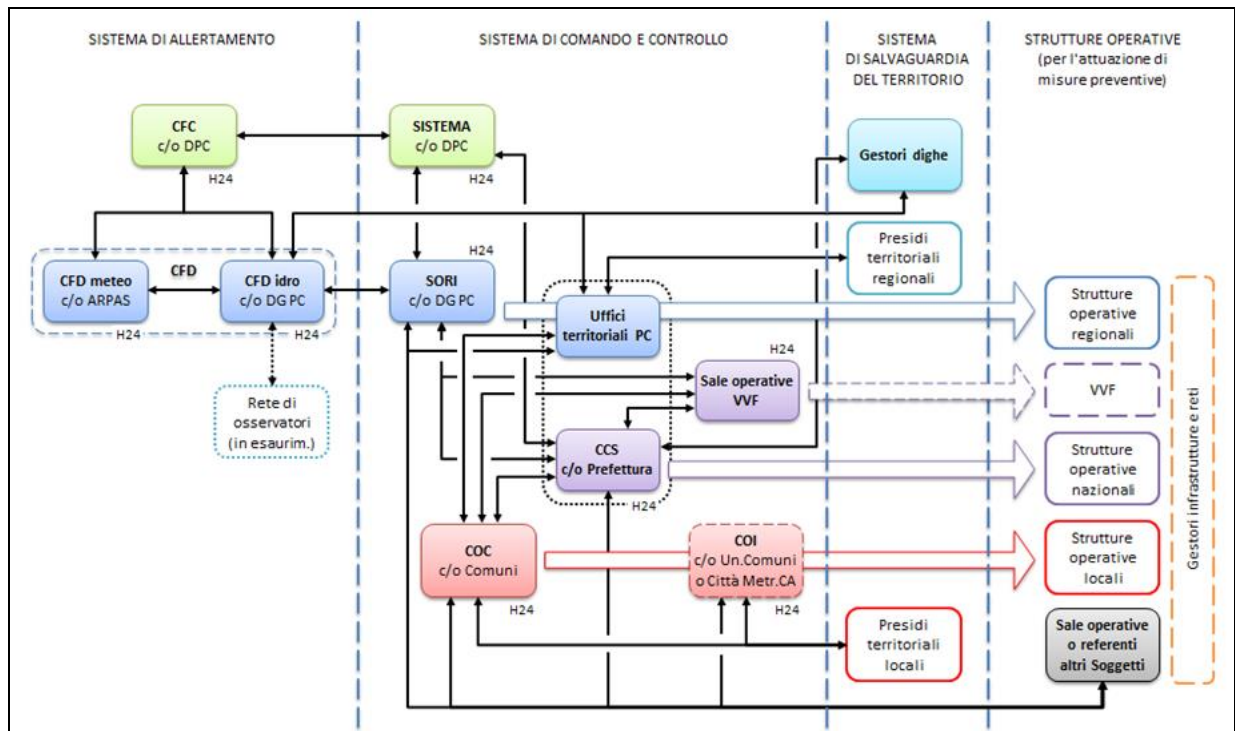 SISTEMA DI ALLERTAMENTO
SISTEMA DI COMANDO E CONTROLLO
SISTEMA
DI SALVAGUARDIA
DEL TERRITORIO
STRUTTURE OPERATIVE
(per l'attuazione di
misure preventive)
CFC
c/o DPC
H24
SISTEMA
c/o DPC
H24
Gestori dighe
CFD meteo
c/o ARPAS
H24
CFD
CFD idro
c/o DG PC
H24
H24
SORI
c/o DG PC
Uffici
territoriali PC
Presidi
territoriali
regionali
Strutture
operative
regionali
Rete di
osservatori
(in esaurim.)
H24
Sale operative
VVF
VVF
CCS
c/o Prefettura
H24
Strutture
operative
nazionali
COC
c/o Comuni
H24
COI
c/o Un.Comuni
o Città Metr.CA
H24
Strutture
operative
locali
Presidi
territoriali
locali
Sale operative
o referenti
altri Soggetti
Gestori infrastrutture e reti